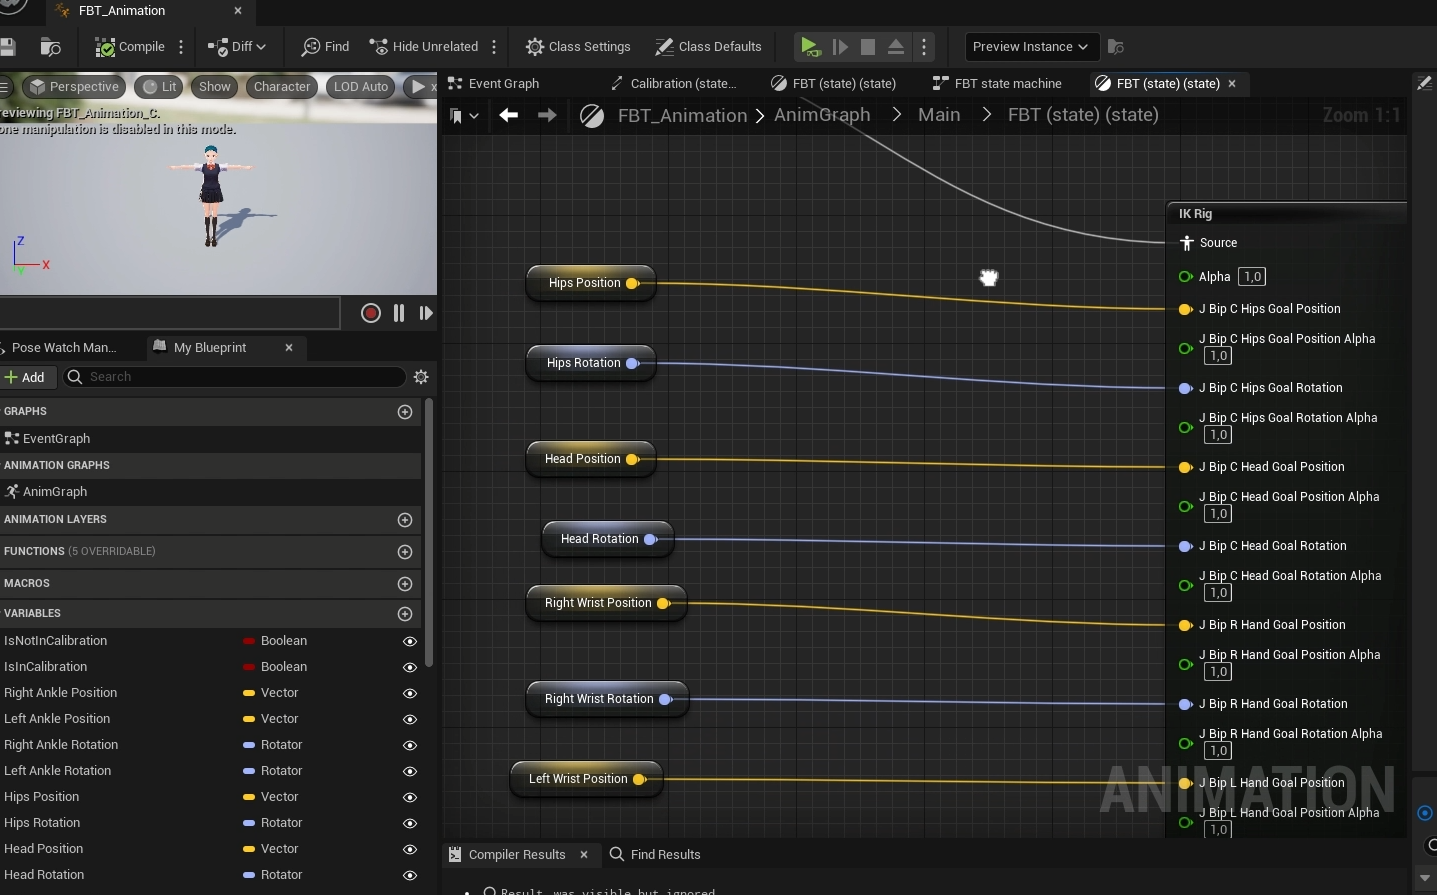 FBT_Animation
Compile
Diff
Find
Hide Unrelated
Class Settings
Class Defaults
Preview Instance
Perspective
Lit
Show
Character
LOD Auto
x
reviewing FBT_Animation_C.
one manipulation is disabled in this mode.
Z
X
Y
Event Graph
Calibration (state...
FBT (state) (state)
FBT state machine
FBT (state) (state)
FBT_Animation
AnimGraph
Main
FBT (state) (state)
Zoom 1:1
Pose Watch Man...
My Blueprint
Add
Search
GRAPHS
EventGraph
ANIMATION GRAPHS
AnimGraph
ANIMATION LAYERS
FUNCTIONS (5 OVERRIDABLE)
MACROS
VARIABLES
IsNotInCalibration Boolean
IsInCalibration Boolean
Right Ankle Position Vector
Left Ankle Position Vector
Right Ankle Rotation Rotator
Left Ankle Rotation Rotator
Hips Position Vector
Hips Rotation Rotator
Head Position Vector
Head Rotation Rotator
Hips Position
Hips Rotation
Head Position
Head Rotation
Right Wrist Position
Right Wrist Rotation
Left Wrist Position
IK Rig
Source
Alpha 1,0
J Bip C Hips Goal Position
J Bip C Hips Goal Position Alpha
1,0
J Bip C Hips Goal Rotation
J Bip C Hips Goal Rotation Alpha
1,0
J Bip C Head Goal Position
J Bip C Head Goal Position Alpha
1,0
J Bip C Head Goal Rotation
J Bip C Head Goal Rotation Alpha
1,0
J Bip R Hand Goal Position
J Bip R Hand Goal Position Alpha
1,0
J Bip R Hand Goal Rotation
J Bip R Hand Goal Rotation Alpha
1,0
J Bip L Hand Goal Position
J Bip L Hand Goal Position Alpha
1,0
ANIMATION
Compiler Results
Find Results
Result was visible but ignored